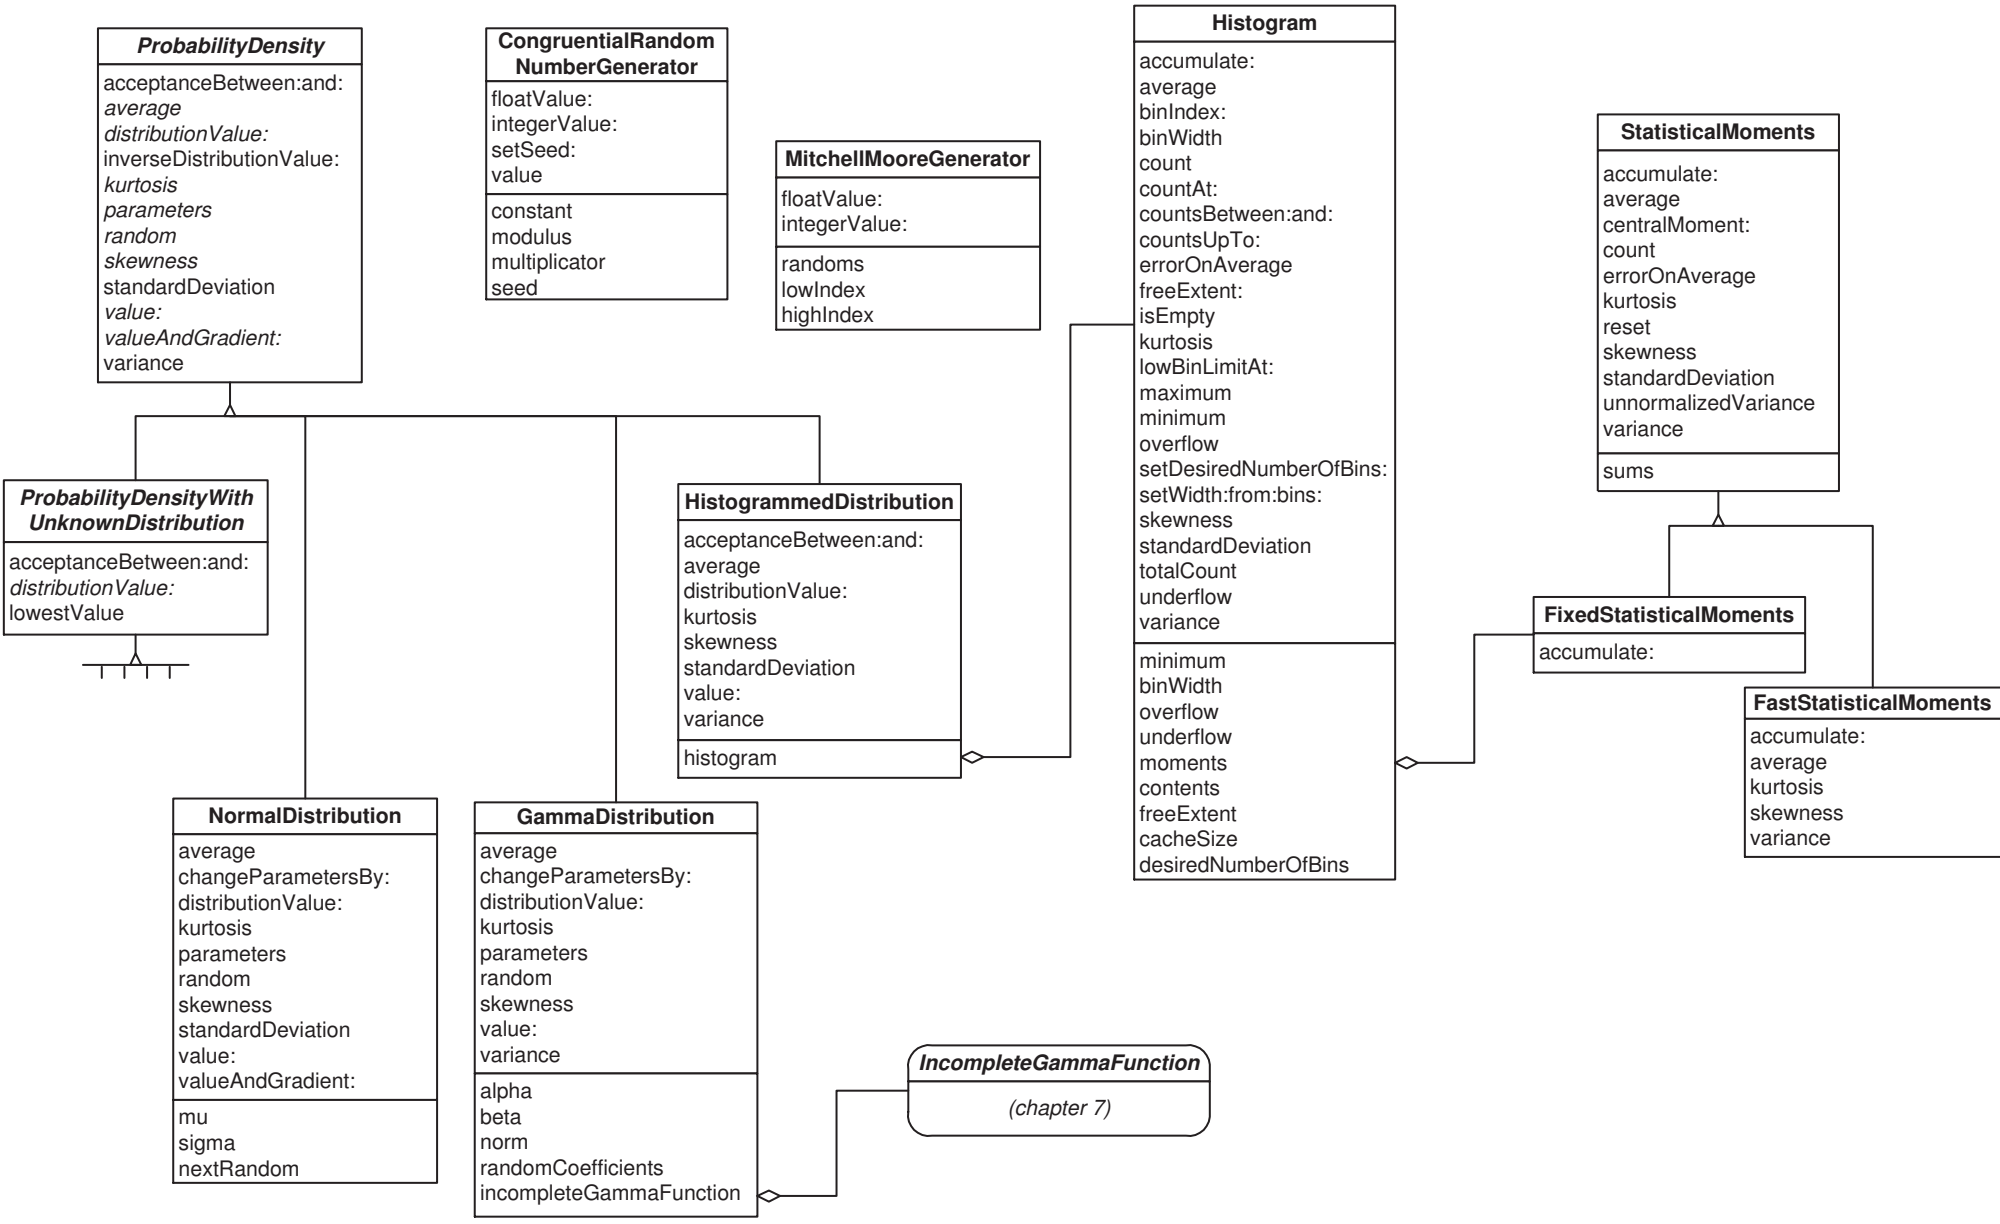 ProbabilityDensity
acceptanceBetween:and:
average
distributionValue:
inverseDistributionValue:
kurtosis
parameters
random
skewness
standardDeviation
value:
valueAndGradient:
variance
CongruentialRandom
NumberGenerator
floatValue:
integerValue:
setSeed:
value
constant
modulus
multiplicator
seed
MitchellMooreGenerator
floatValue:
integerValue:
randoms
lowIndex
highIndex
Histogram
accumulate:
average
binIndex:
binWidth
count
countAt:
countsBetween:and:
countsUpTo:
errorOnAverage
freeExtent:
isEmpty
kurtosis
lowBinLimitAt:
maximum
minimum
overflow
setDesiredNumberOfBins:
setWidth:from:bins:
skewness
standardDeviation
totalCount
underflow
variance
minimum
binWidth
overflow
underflow
moments
contents
freeExtent
cacheSize
desiredNumberOfBins
StatisticalMoments
accumulate:
average
centralMoment:
count
errorOnAverage
kurtosis
reset
skewness
standardDeviation
unnormalizedVariance
variance
sums
ProbabilityDensityWith
UnknownDistribution
acceptanceBetween:and:
distributionValue:
lowestValue
HistogrammedDistribution
acceptanceBetween:and:
average
distributionValue:
kurtosis
skewness
standardDeviation
value:
variance
histogram
FixedStatisticalMoments
accumulate:
FastStatisticalMoments
accumulate:
average
kurtosis
skewness
variance
NormalDistribution
average
changeParametersBy:
distributionValue:
kurtosis
parameters
random
skewness
standardDeviation
value:
valueAndGradient:
mu
sigma
nextRandom
GammaDistribution
average
changeParametersBy:
distributionValue:
kurtosis
parameters
random
skewness
value:
variance
alpha
beta
norm
randomCoefficients
incompleteGammaFunction
IncompleteGammaFunction
(chapter 7)